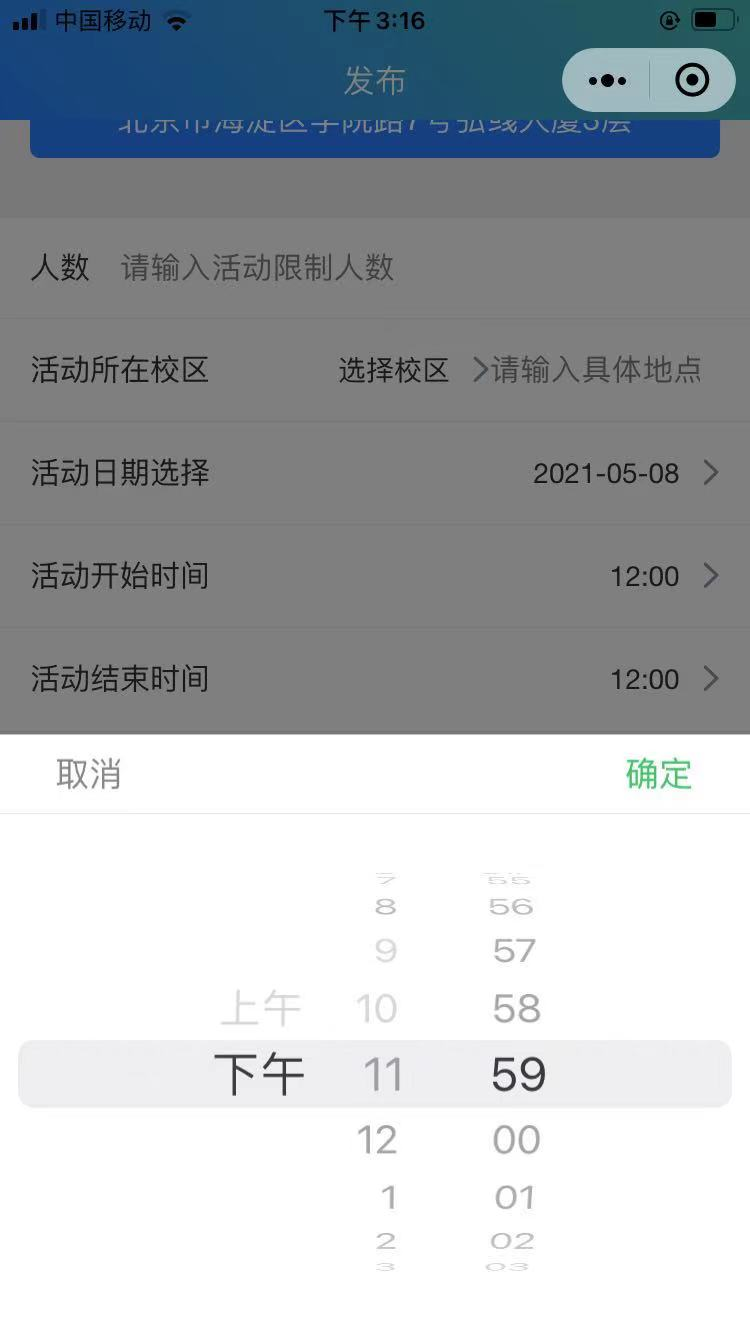 中国移动
下午 3:16
发布
北京市海淀区学院路7号弘彧大厦3层
人数 请输入活动限制人数
活动所在校区 选择校区 请输入具体地点
活动日期选择 2021-05-08
活动开始时间 12:00
活动结束时间 12:00
取消 确定
7 55
8 56
9 57
上午 10 58
下午 11 59
12 00
1 01
2 02
3 03